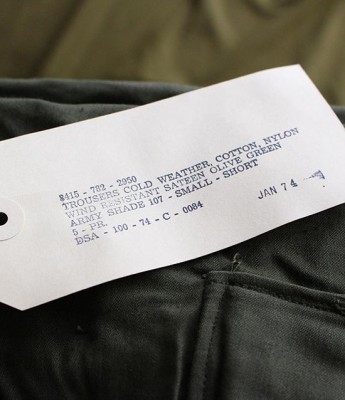 8415 - 782 - 2950
TROUSERS COLD WEATHER, COTTON, NYLON
WIND RESISTANT SATEEN OLIVE GREEN
ARMY SHADE 107 - SMALL - SHORT
5 - PR.
JAN 74
DSA - 100 - 74 - C - 0084